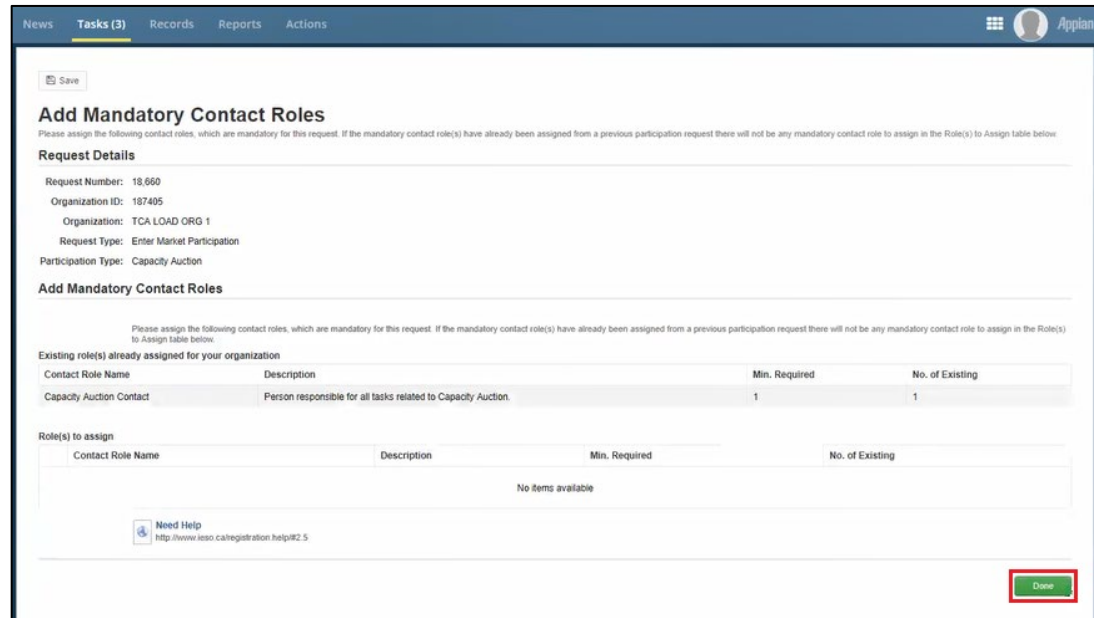 News Tasks (3) Records Reports Actions Appian
Save
Add Mandatory Contact Roles
Please assign the following contact roles, which are mandatory for this request. If the mandatory contact role(s) have already been assigned from a previous participation request there will not be any mandatory contact role to assign in the Role(s) to Assign table below.
Request Details
Request Number: 18,660
Organization ID: 187405
Organization: TCA LOAD ORG 1
Request Type: Enter Market Participation
Participation Type: Capacity Auction
Add Mandatory Contact Roles
Please assign the following contact roles, which are mandatory for this request. If the mandatory contact role(s) have already been assigned from a previous participation request there will not be any mandatory contact role to assign in the Role(s)
to Assign table below.
Existing role(s) already assigned for your organization
Contact Role Name Description Min. Required No. of Existing
Capacity Auction Contact Person responsible for all tasks related to Capacity Auction. 1 1
Role(s) to assign
Contact Role Name Description Min. Required No. of Existing
No items available
Need Help
http://www.ieso.ca/registration.help/#2.5
Done